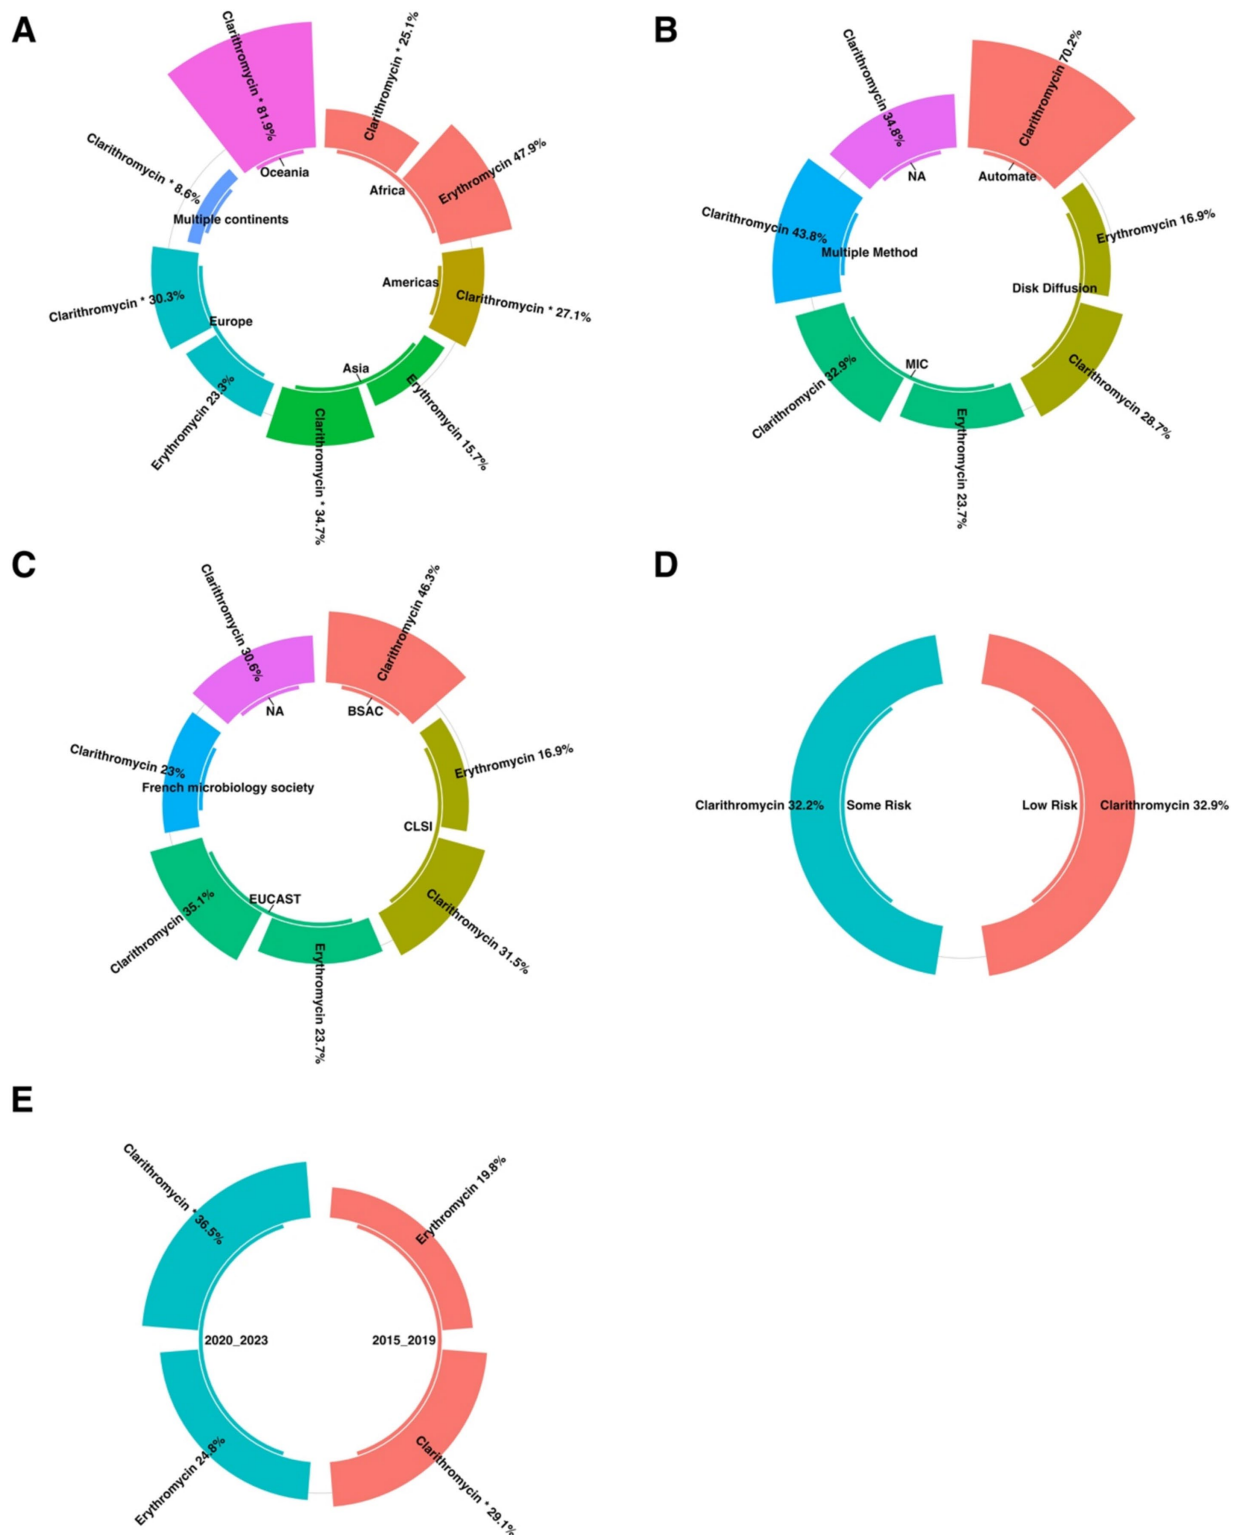 A
Clarithromycin * 81.9%
Oceania
Clarithromycin * 25.1%
Africa
Erythromycin 47.9%
Clarithromycin * 8.6%
Multiple continents
Americas
Clarithromycin * 27.1%
Clarithromycin * 30.3%
Europe
Erythromycin 23.3%
Asia
Clarithromycin * 34.7%
Erythromycin 15.7%
B
Clarithromycin 34.8%
NA
Clarithromycin 70.2%
Automate
Clarithromycin 43.8%
Multiple Method
Erythromycin 16.9%
Disk Diffusion
Clarithromycin 28.7%
Clarithromycin 32.9%
MIC
Erythromycin 23.7%
C
Clarithromycin 30.6%
NA
Clarithromycin 46.3%
BSAC
Clarithromycin 23%
French microbiology society
Erythromycin 16.9%
CLSI
Clarithromycin 31.5%
Clarithromycin 35.1%
EUCAST
Erythromycin 23.7%
D
Clarithromycin 32.2%
Some Risk
Low Risk
Clarithromycin 32.9%
E
Clarithromycin * 36.5%
Erythromycin 19.8%
2020_2023
2015_2019
Erythromycin 24.8%
Clarithromycin * 29.1%